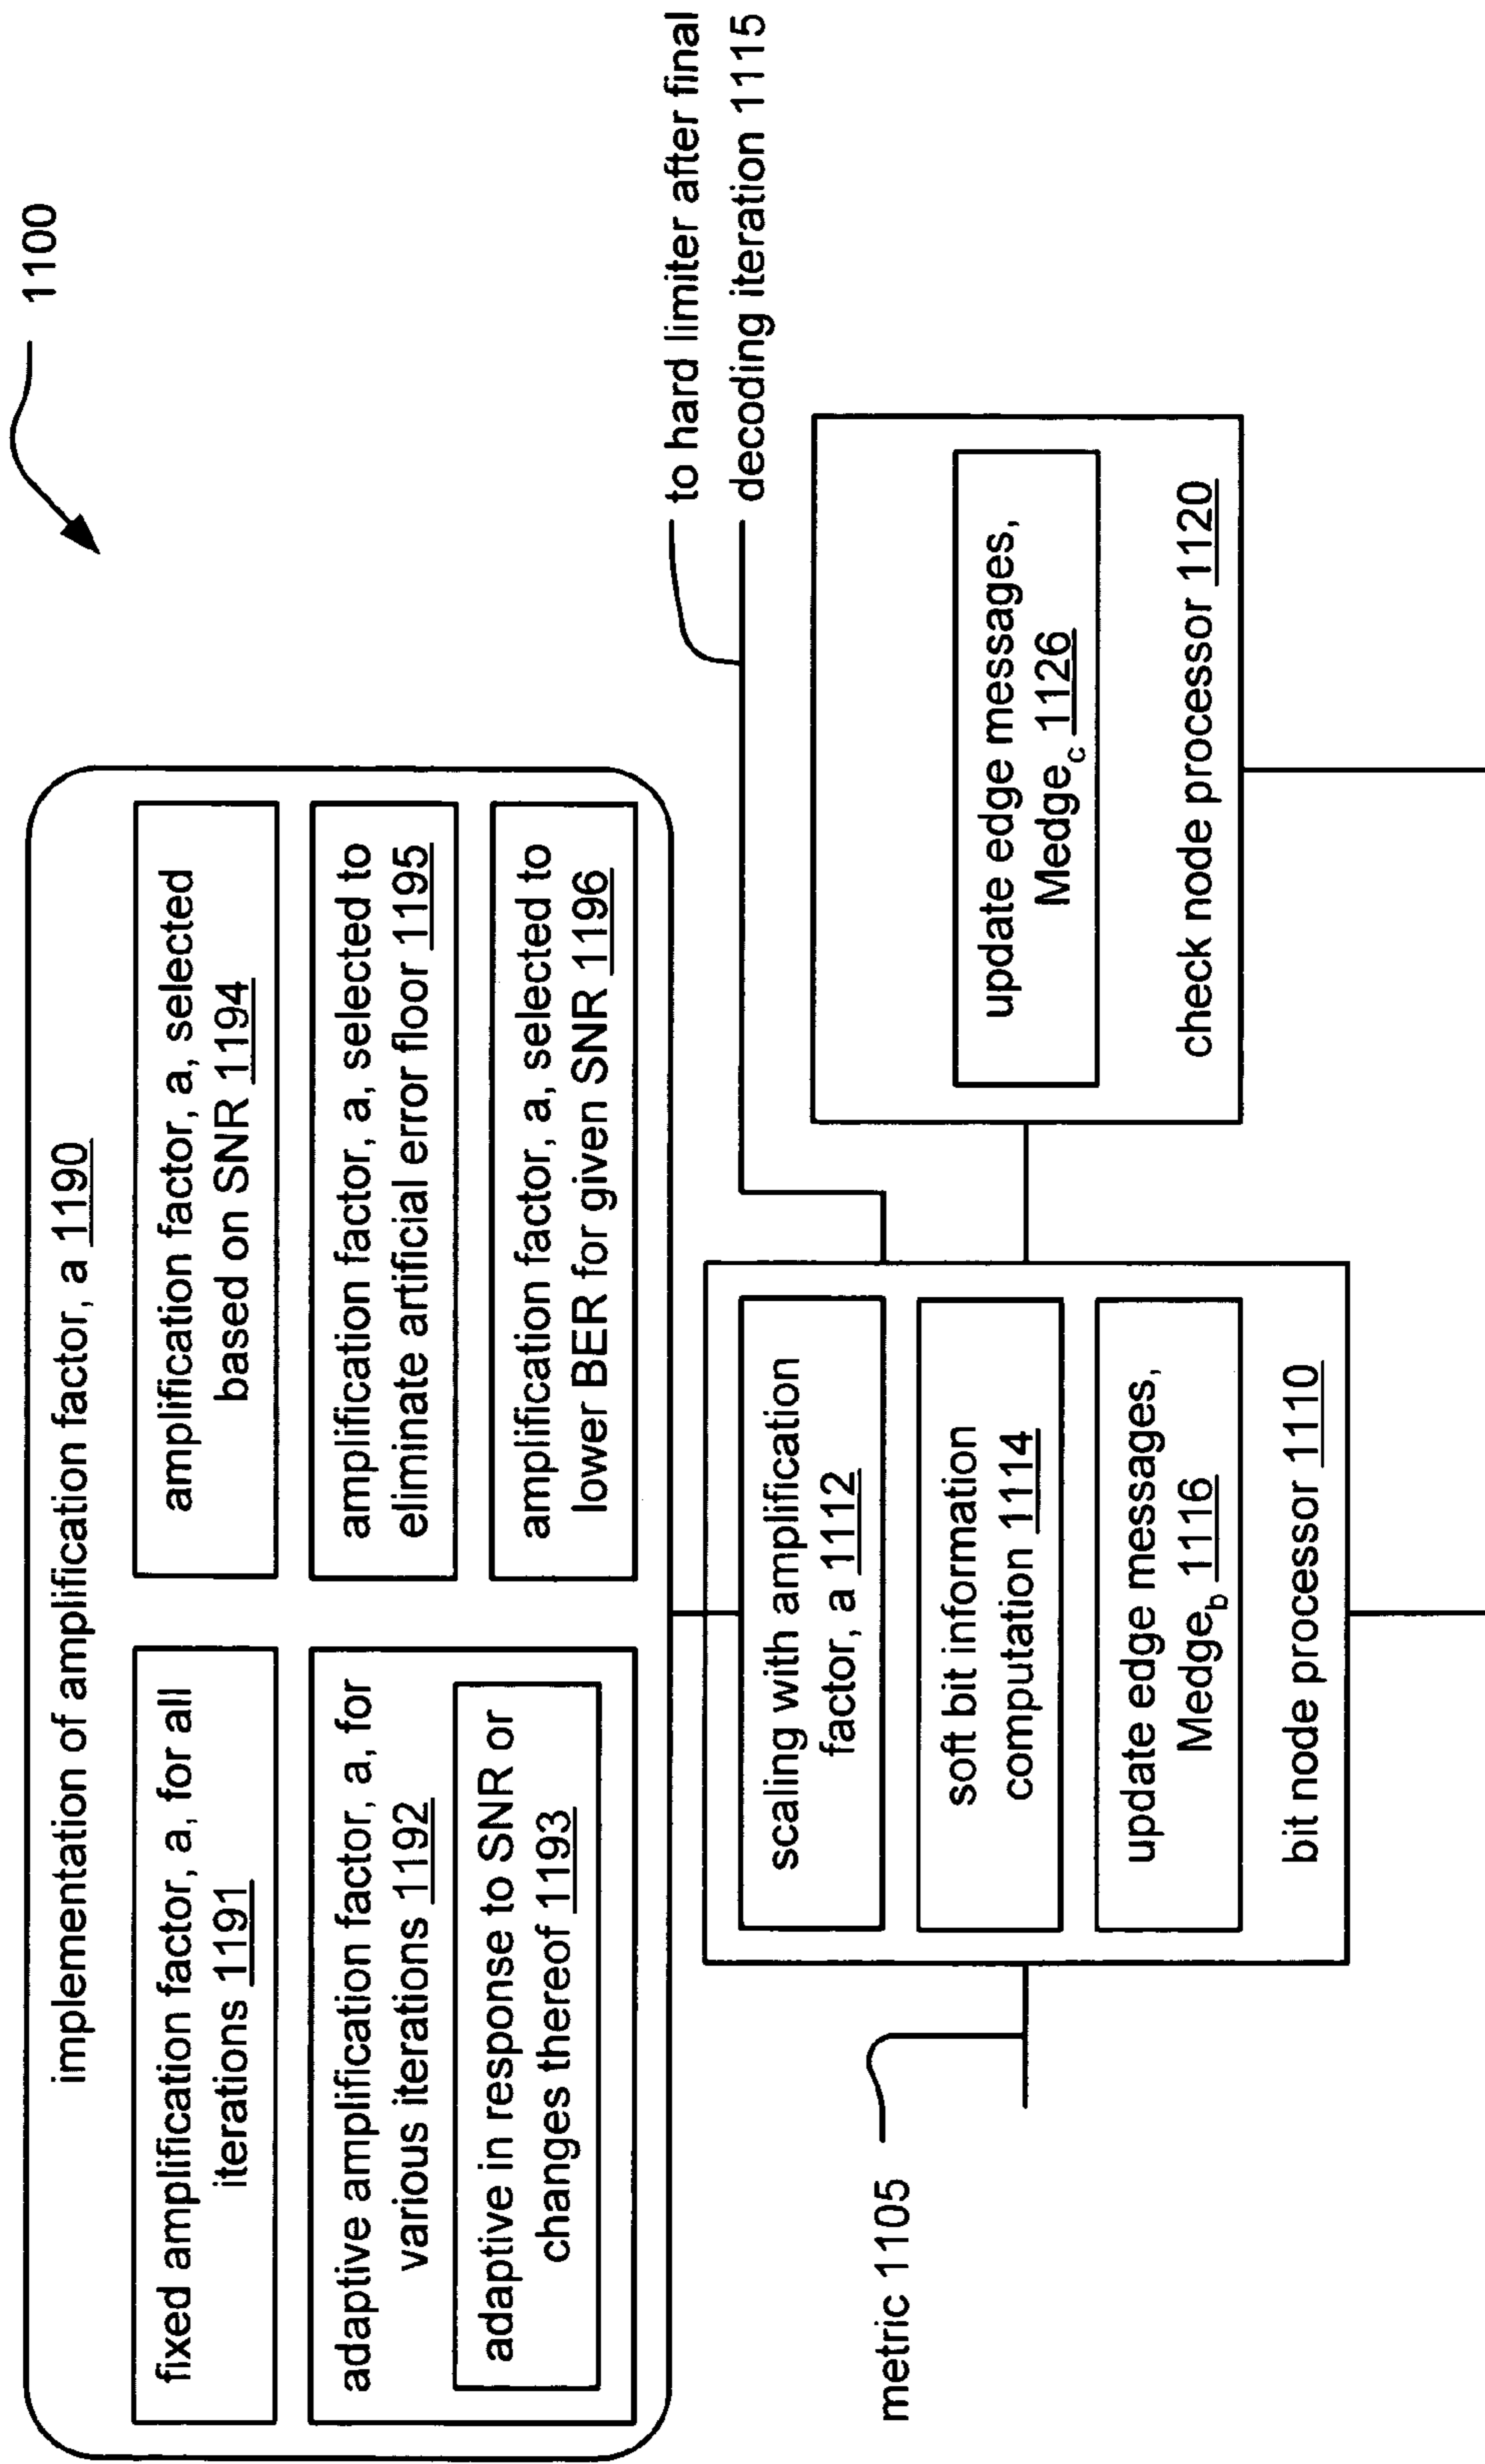 1100
implementation of amplification factor, a 1190
fixed amplification factor, a, for all
iterations 1191
adaptive amplification factor, a, for
various iterations 1192
adaptive in response to SNR or
changes thereof 1193
amplification factor, a, selected
based on SNR 1194
amplification factor, a, selected to
eliminate artificial error floor 1195
amplification factor, a, selected to
lower BER for given SNR 1196
to hard limiter after final
decoding iteration 1115
metric 1105
scaling with amplification
factor, a 1112
soft bit information
computation 1114
update edge messages,
Medge_b 1116
bit node processor 1110
update edge messages,
Medge_c 1126
check node processor 1120